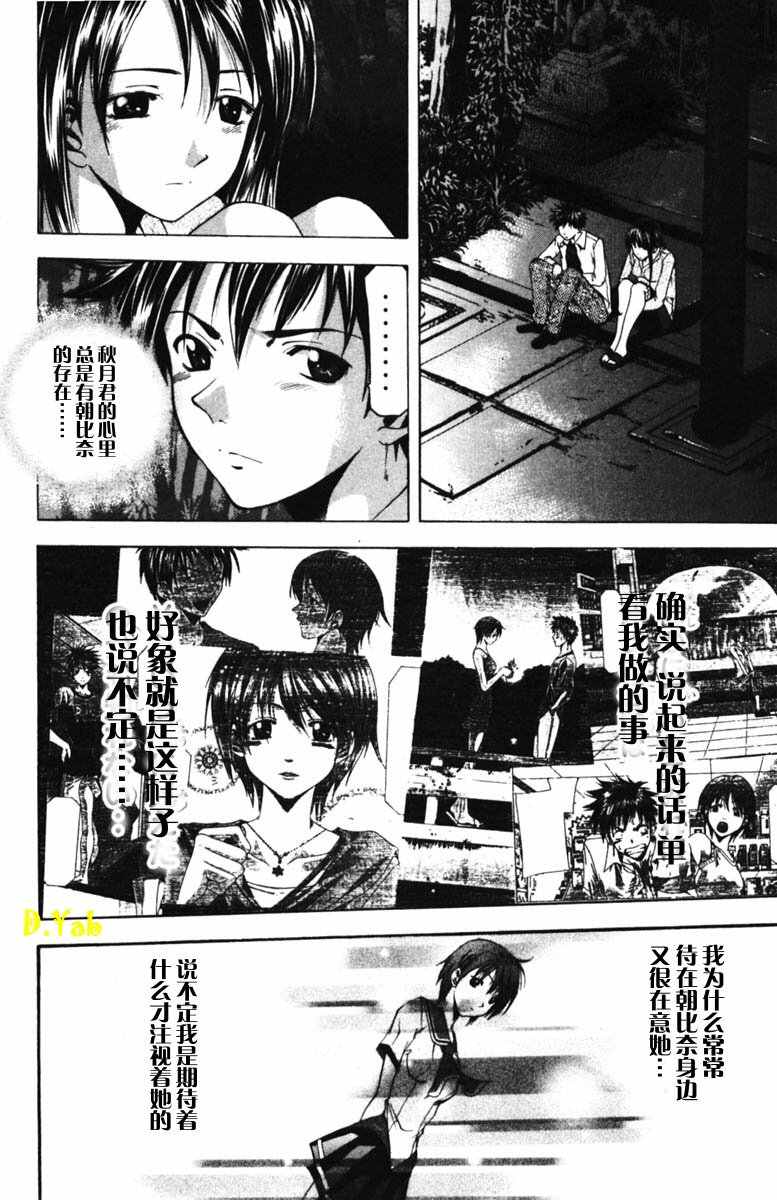 ………
秋月君的心里
总是有朝比奈
的存在……
确实 说起来的话 单
看我做的事
好象就是这样子
也说不定……
我为什么常常
待在朝比奈身边
又很在意她…
说不定我是期待着
什么才注视着她的
D.Yab